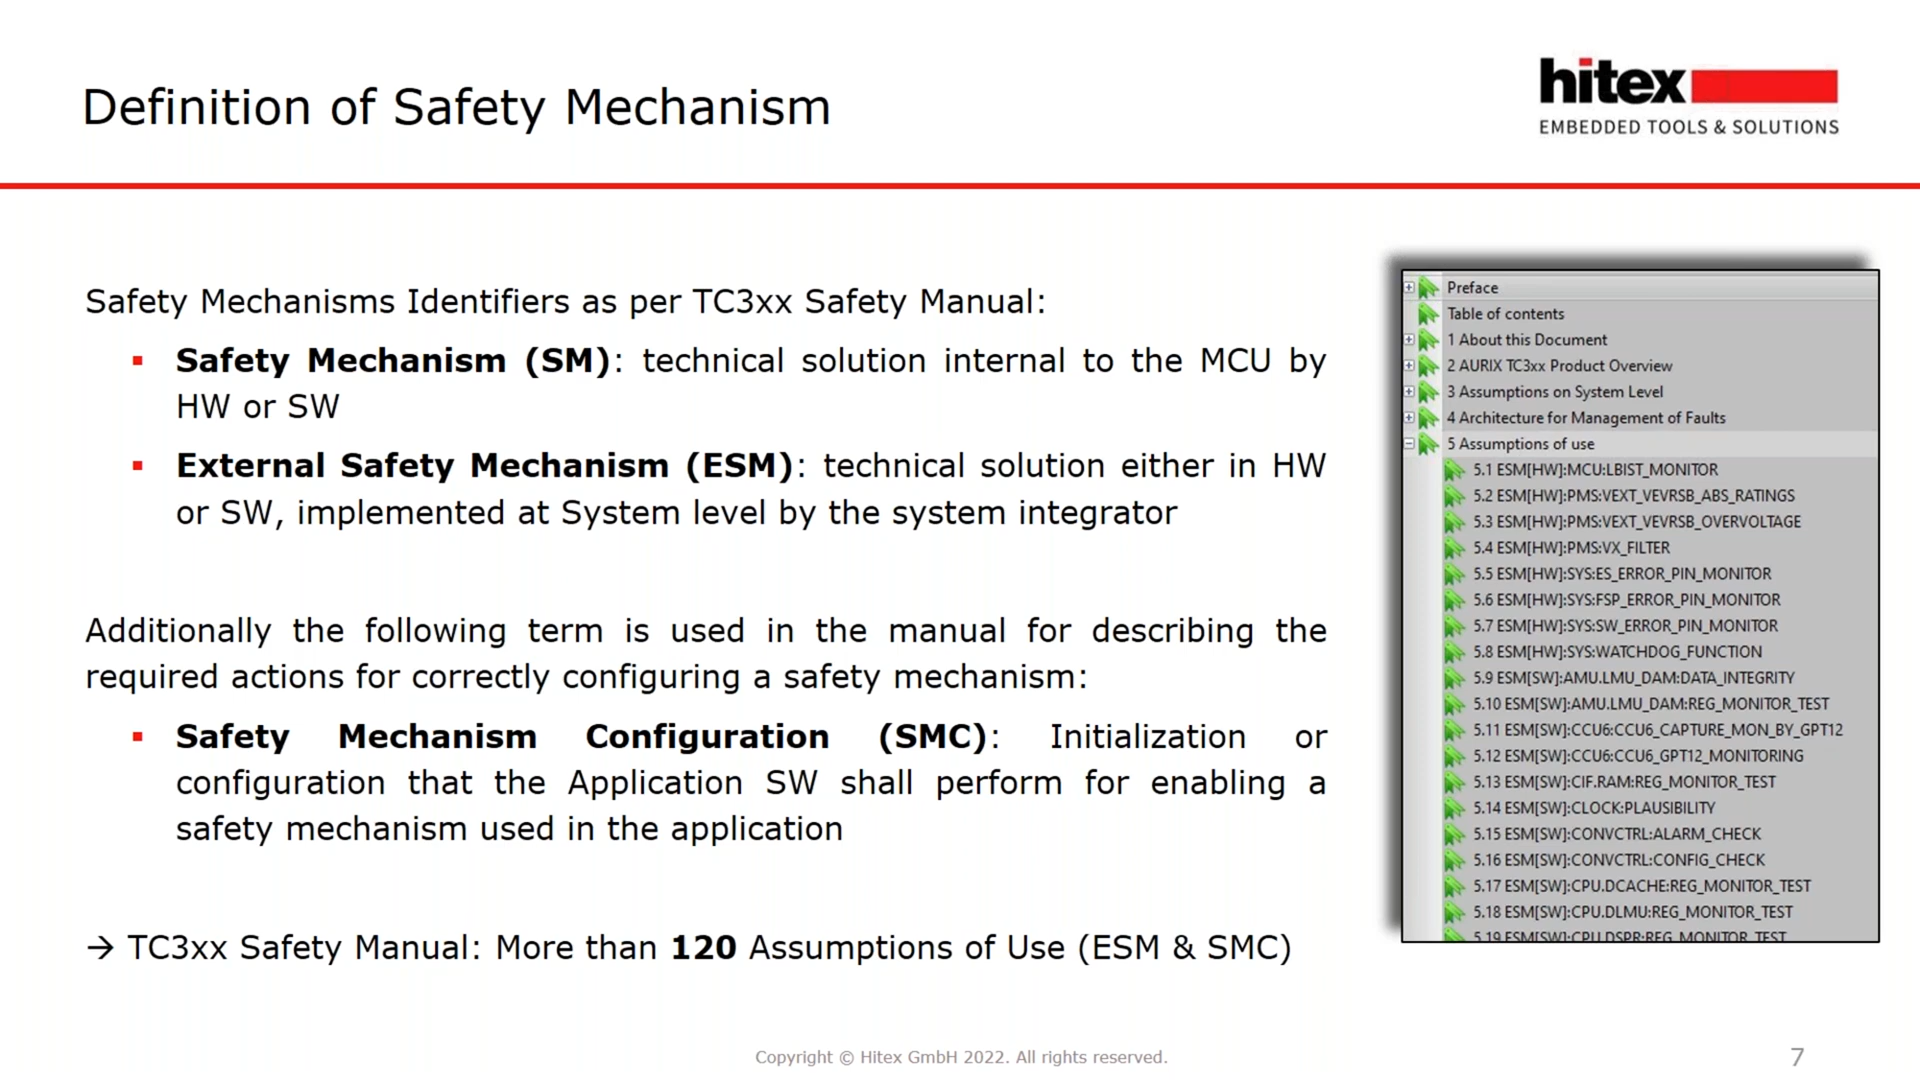 Definition of Safety Mechanism
hitex
EMBEDDED TOOLS & SOLUTIONS
Safety Mechanisms Identifiers as per TC3xx Safety Manual:
▪ Safety Mechanism (SM): technical solution internal to the MCU by
HW or SW
▪ External Safety Mechanism (ESM): technical solution either in HW
or SW, implemented at System level by the system integrator
Additionally the following term is used in the manual for describing the
required actions for correctly configuring a safety mechanism:
▪ Safety Mechanism Configuration (SMC): Initialization or
configuration that the Application SW shall perform for enabling a
safety mechanism used in the application
→ TC3xx Safety Manual: More than 120 Assumptions of Use (ESM & SMC)
Preface
Table of contents
1 About this Document
2 AURIX TC3xx Product Overview
3 Assumptions on System Level
4 Architecture for Management of Faults
5 Assumptions of use
5.1 ESM[HW]:MCU:LBIST_MONITOR
5.2 ESM[HW]:PMS:VEXT_VEVRSB_ABS_RATINGS
5.3 ESM[HW]:PMS:VEXT_VEVRSB_OVERVOLTAGE
5.4 ESM[HW]:PMS:VX_FILTER
5.5 ESM[HW]:SYS:ES_ERROR_PIN_MONITOR
5.6 ESM[HW]:SYS:FSP_ERROR_PIN_MONITOR
5.7 ESM[HW]:SYS:SW_ERROR_PIN_MONITOR
5.8 ESM[HW]:SYS:WATCHDOG_FUNCTION
5.9 ESM[SW]:AMU.LMU_DAM:DATA_INTEGRITY
5.10 ESM[SW]:AMU.LMU_DAM:REG_MONITOR_TEST
5.11 ESM[SW]:CCU6:CCU6_CAPTURE_MON_BY_GPT12
5.12 ESM[SW]:CCU6:CCU6_GPT12_MONITORING
5.13 ESM[SW]:CIF.RAM:REG_MONITOR_TEST
5.14 ESM[SW]:CLOCK:PLAUSIBILITY
5.15 ESM[SW]:CONVCTRL:ALARM_CHECK
5.16 ESM[SW]:CONVCTRL:CONFIG_CHECK
5.17 ESM[SW]:CPU.DCACHE:REG_MONITOR_TEST
5.18 ESM[SW]:CPU.DLMU:REG_MONITOR_TEST
5.19 ESM[SW]:CPU.DSPR:REG_MONITOR_TEST
Copyright © Hitex GmbH 2022. All rights reserved.
7